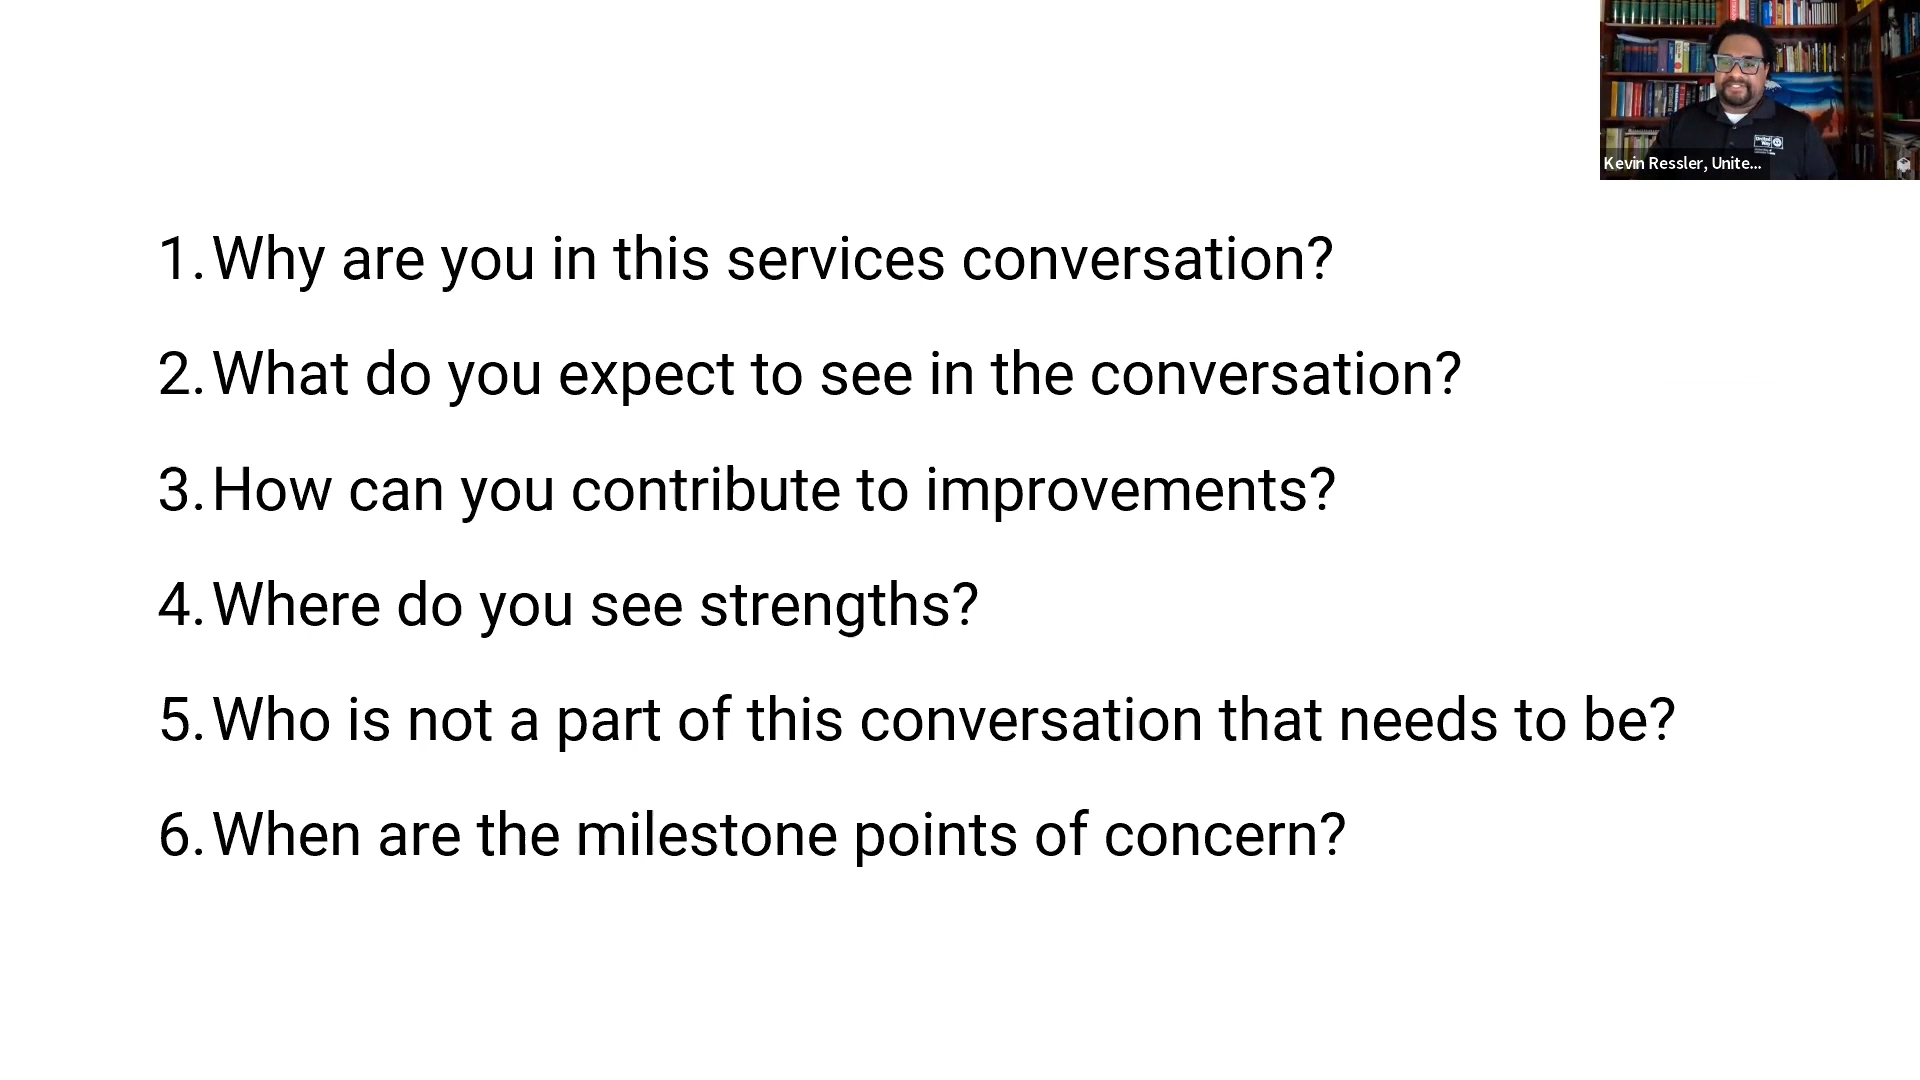 Kevin Ressler, Unite...
1. Why are you in this services conversation?
2. What do you expect to see in the conversation?
3. How can you contribute to improvements?
4. Where do you see strengths?
5. Who is not a part of this conversation that needs to be?
6. When are the milestone points of concern?